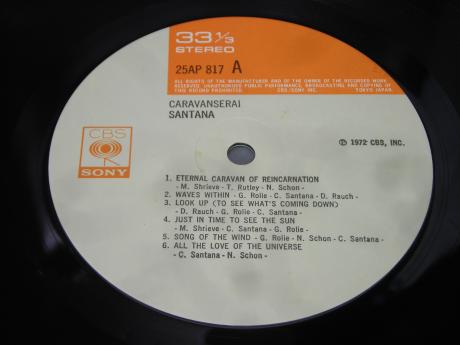 33 1/3
STEREO
25AP 817 A
ALL RIGHTS OF THE MANUFACTURER AND OF THE OWNER OF THE RECORDED WORK
RESERVED. UNAUTHORIZED PUBLIC PERFORMANCE, BROADCASTING AND COPYING OF
THIS RECORD PROHIBITED. CBS/SONY INC. TOKYO JAPAN.
CARAVANSERAI
SANTANA
CBS
SONY
℗ 1972 CBS, INC.
1. ETERNAL CARAVAN OF REINCARNATION
- M. Shrieve - T. Rutley - N. Schon -
2. WAVES WITHIN - G. Rolie - C. Santana - D. Rauch -
3. LOOK UP (TO SEE WHAT'S COMING DOWN)
- D. Rauch - G. Rolie - C. Santana -
4. JUST IN TIME TO SEE THE SUN
- M. Shrieve - C. Santana - G. Rolie -
5. SONG OF THE WIND - G. Rolie - N. Schon - C. Santana -
6. ALL THE LOVE OF THE UNIVERSE
- C. Santana - N. Schon -